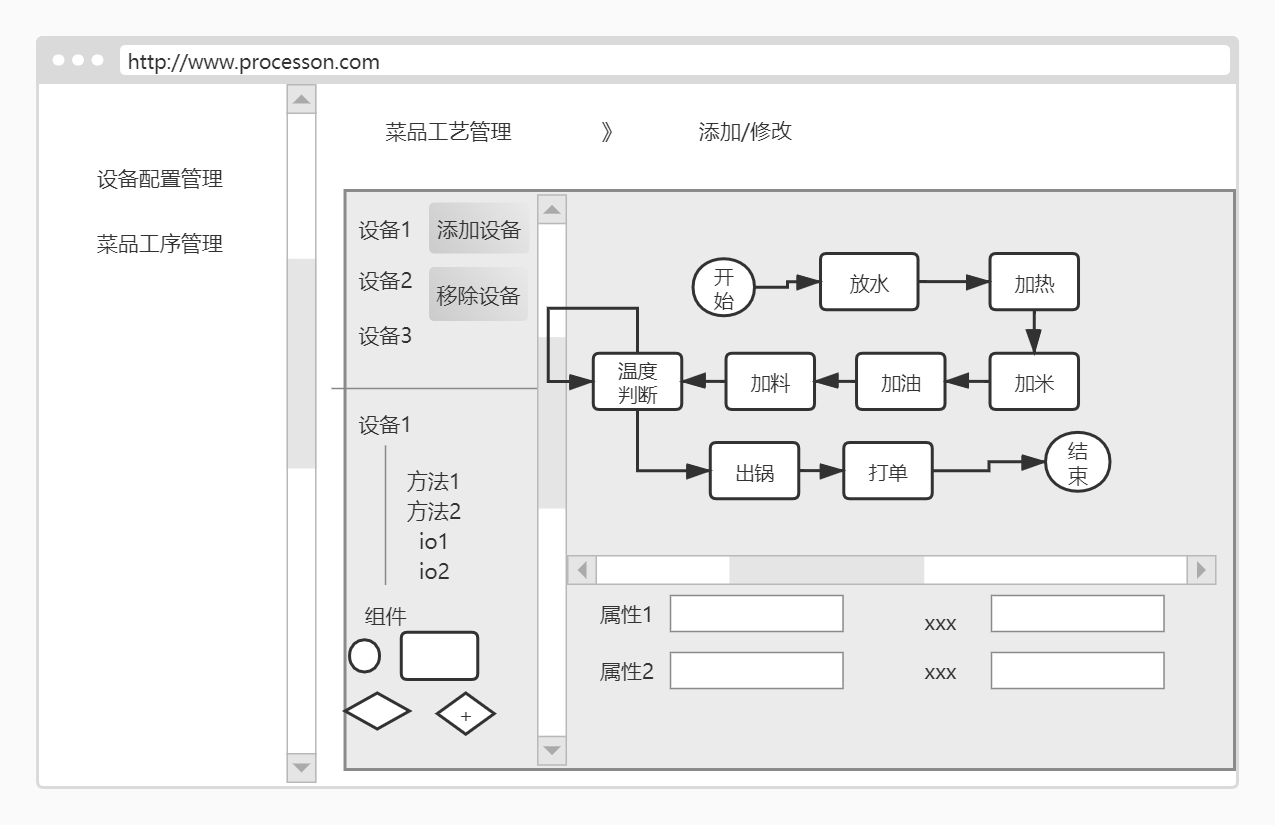 http://www.processon.com
菜品工艺管理
》
添加/修改
设备配置管理
菜品工序管理
设备1
添加设备
设备2
移除设备
设备3
设备1
方法1
方法2
io1
io2
组件
+
开
始
放水
加热
加米
加油
加料
温度
判断
出锅
打单
结
束
属性1
xxx
属性2
xxx